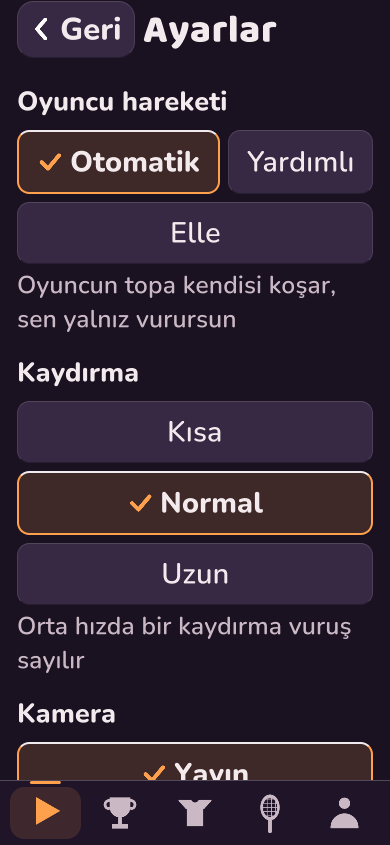 Geri Ayarlar
Oyuncu hareketi
Otomatik Yardımlı
Elle
Oyuncun topa kendisi koşar,
sen yalnız vurursun
Kaydırma
Kısa
Normal
Uzun
Orta hızda bir kaydırma vuruş
sayılır
Kamera
Yayın